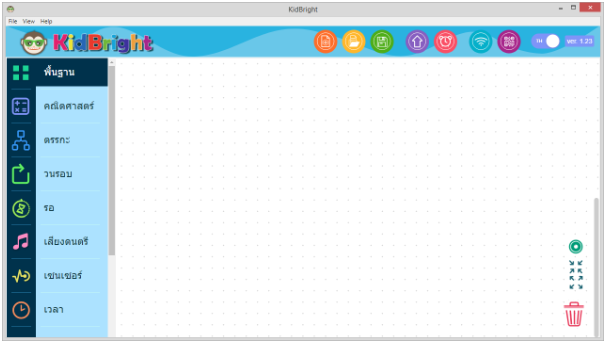 KidBright
File View Help
KidBright
TH
ver. 1.23
พื้นฐาน
คณิตศาสตร์
ตรรกะ
วนรอบ
รอ
เสียงดนตรี
เซนเซอร์
เวลา